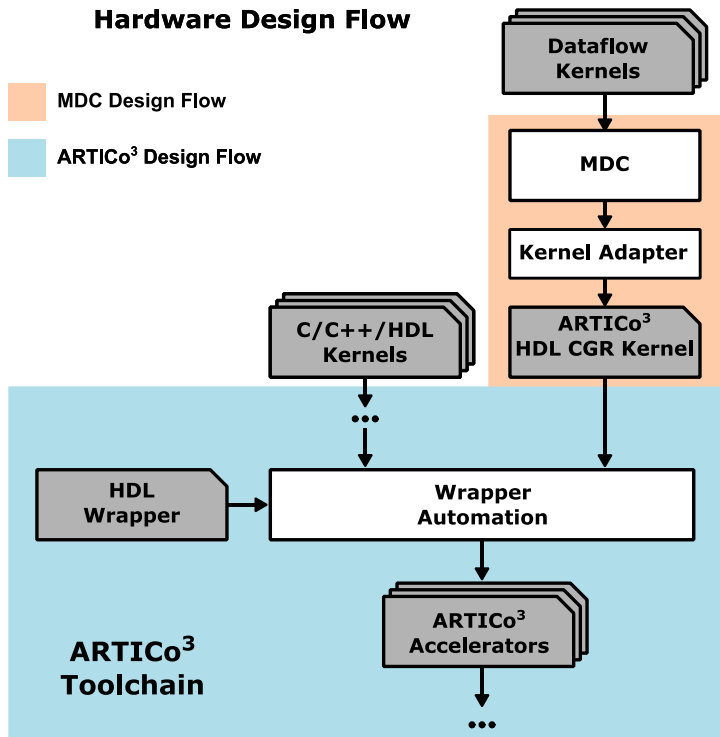 Hardware Design Flow
MDC Design Flow
ARTICo³ Design Flow
Dataflow
Kernels
MDC
Kernel Adapter
ARTICo³
HDL CGR Kernel
C/C++/HDL
Kernels
...
HDL
Wrapper
Wrapper
Automation
ARTICo³
Accelerators
ARTICo³
Toolchain
...